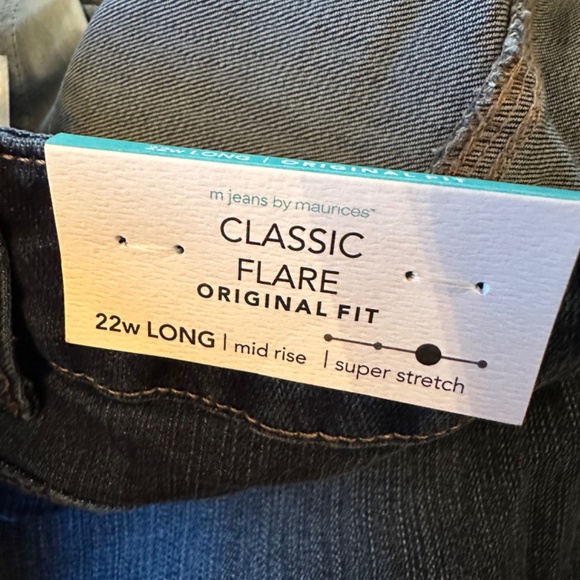 22w LONG | ORIGINAL FIT
m jeans by maurices™
CLASSIC
FLARE
ORIGINAL FIT
22w LONG | mid rise | super stretch